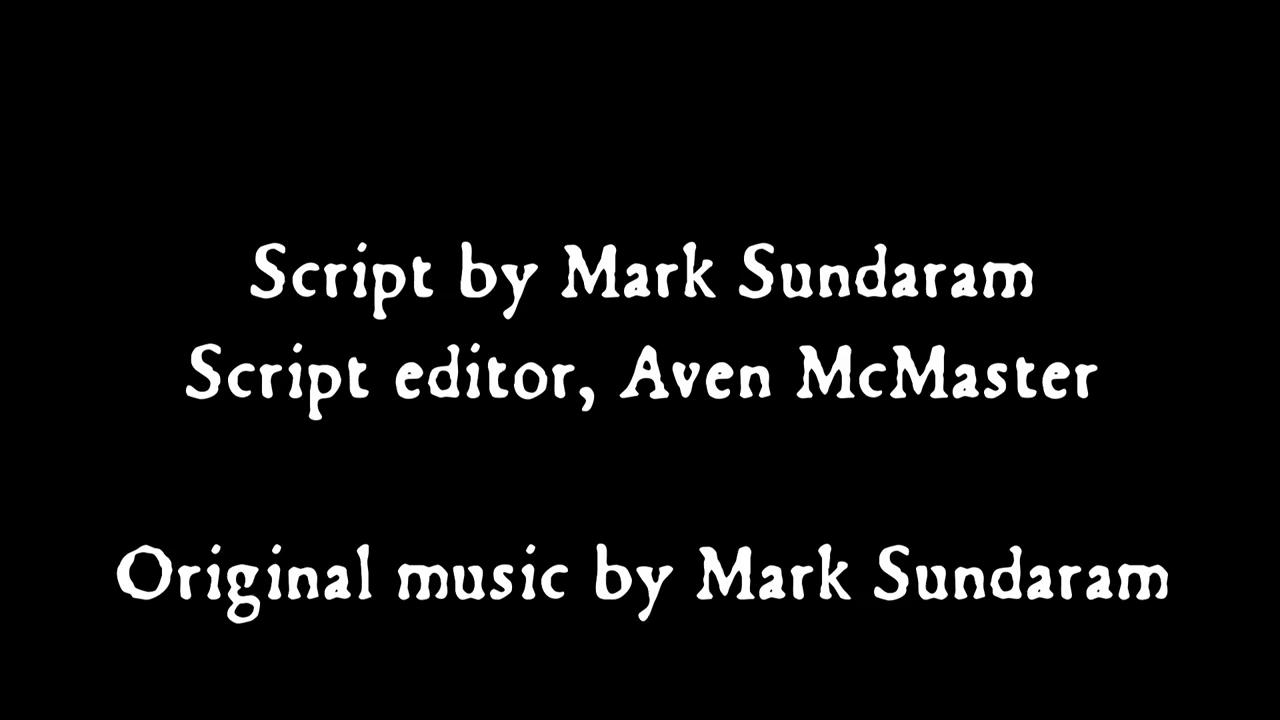 Script by Mark Sundaram
Script editor, Aven McMaster
Original music by Mark Sundaram